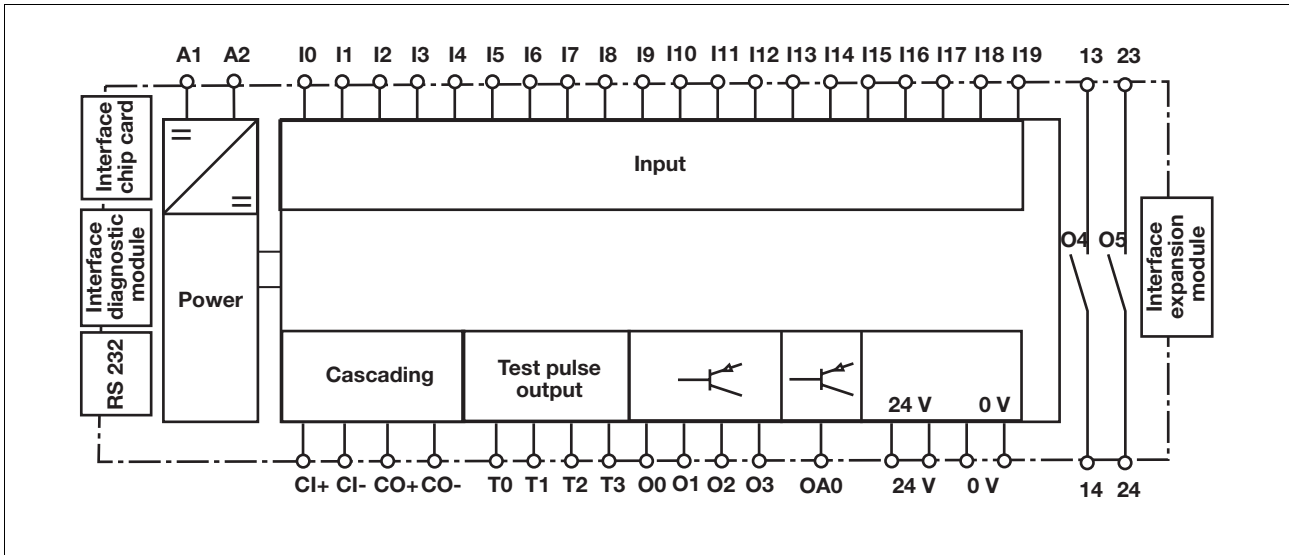 A1 A2 I0 I1 I2 I3 I4 I5 I6 I7 I8 I9 I10 I11 I12 I13 I14 I15 I16 I17 I18 I19 13 23
Interface
chip card
Interface
diagnostic
module
RS 232
Power
Input
O4 O5
Interface
expansion
module
Cascading
Test pulse
output
24 V 0 V
CI+ CI- CO+ CO- T0 T1 T2 T3 O0 O1 O2 O3 OA0 24 V 0 V 14 24